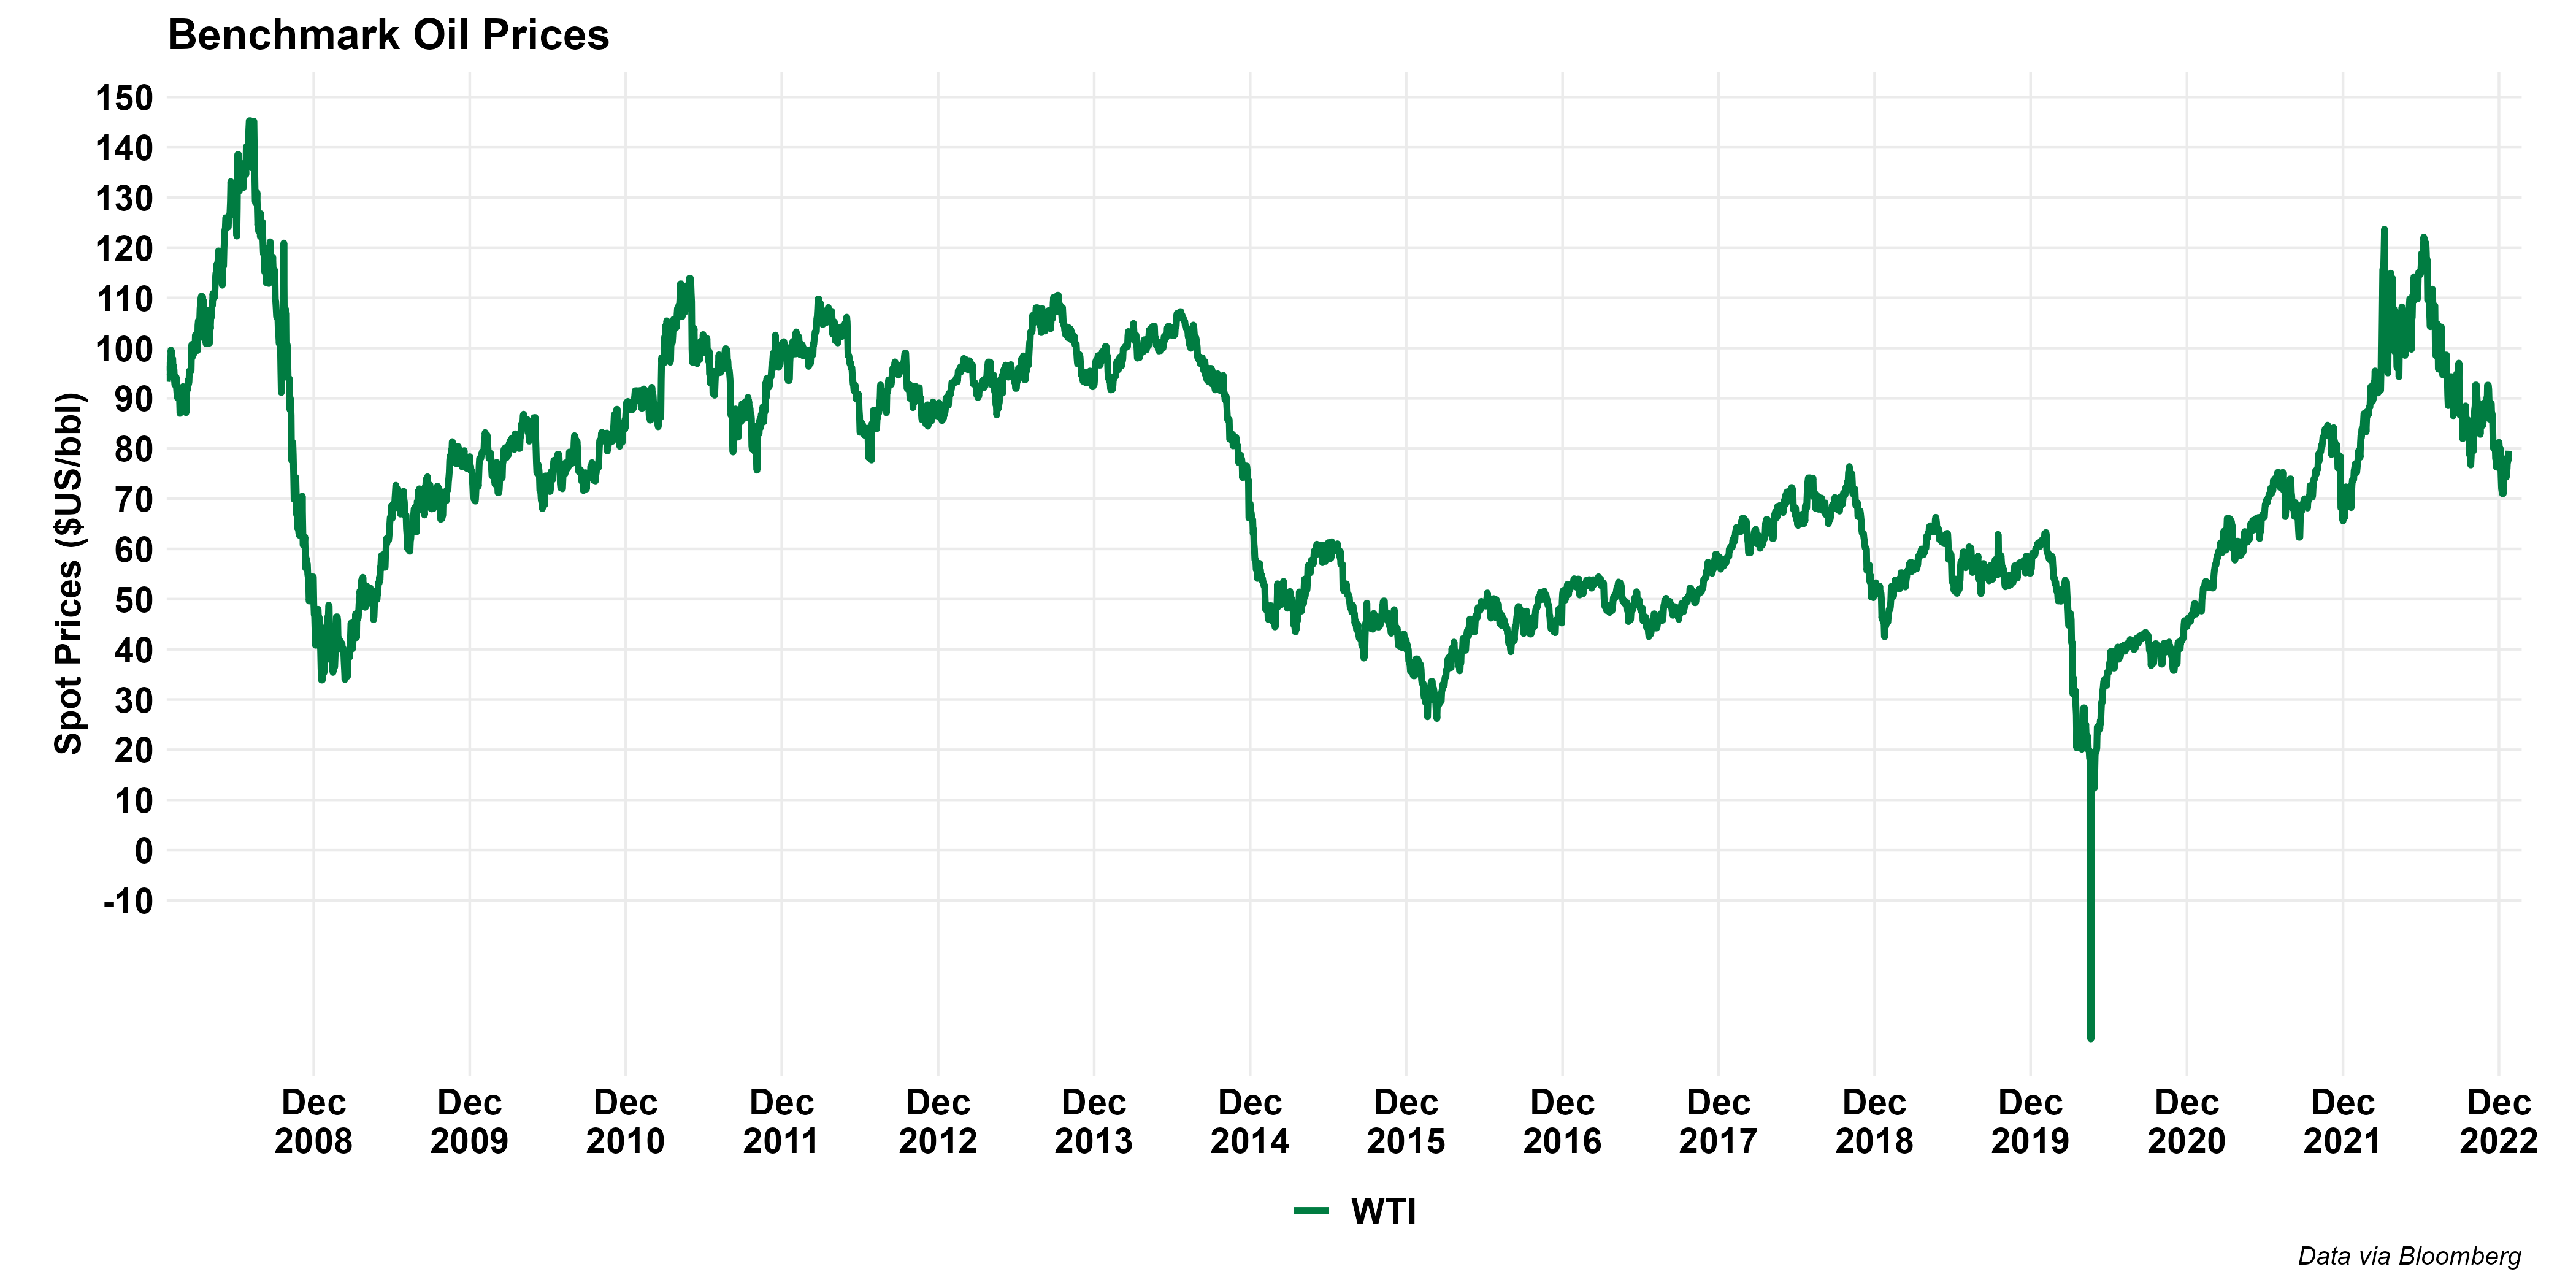 Benchmark Oil Prices
Spot Prices ($US/bbl)
150
140
130
120
110
100
90
80
70
60
50
40
30
20
10
0
-10
Dec Dec Dec Dec Dec Dec Dec Dec Dec Dec Dec Dec Dec Dec Dec
2008 2009 2010 2011 2012 2013 2014 2015 2016 2017 2018 2019 2020 2021 2022
WTI
Data via Bloomberg